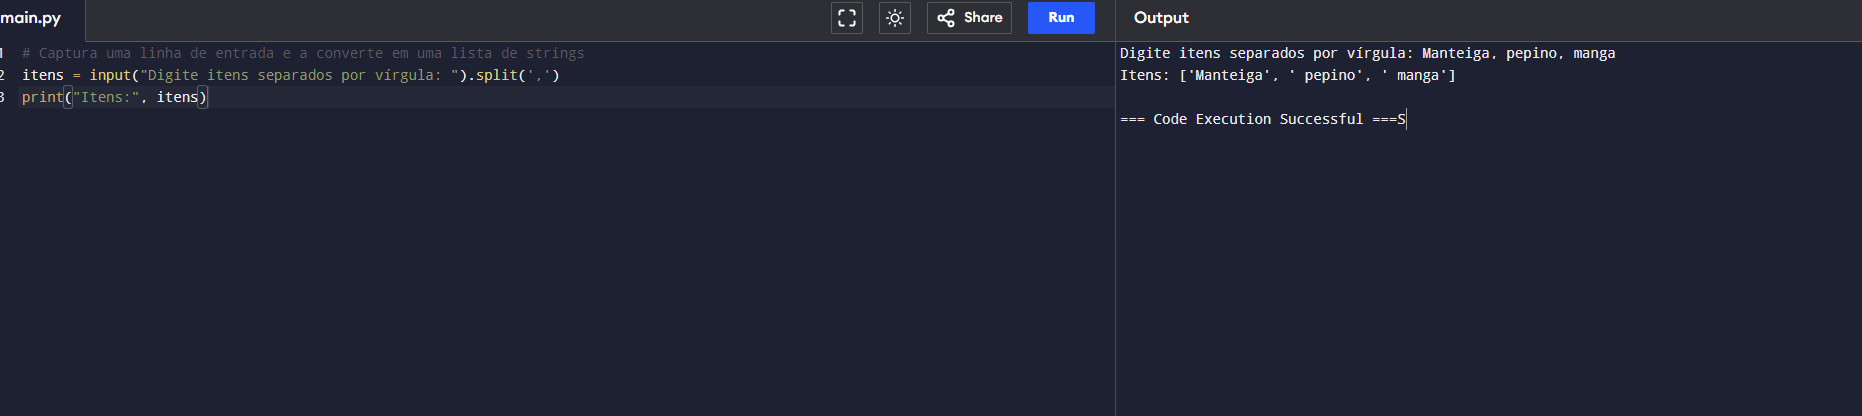 main.py
Share
Run
Output
1 # Captura uma linha de entrada e a converte em uma lista de strings
2 itens = input("Digite itens separados por vírgula: ").split(',')
3 print("Itens:", itens)
Digite itens separados por vírgula: Manteiga, pepino, manga
Itens: ['Manteiga', ' pepino', ' manga']
=== Code Execution Successful ===S